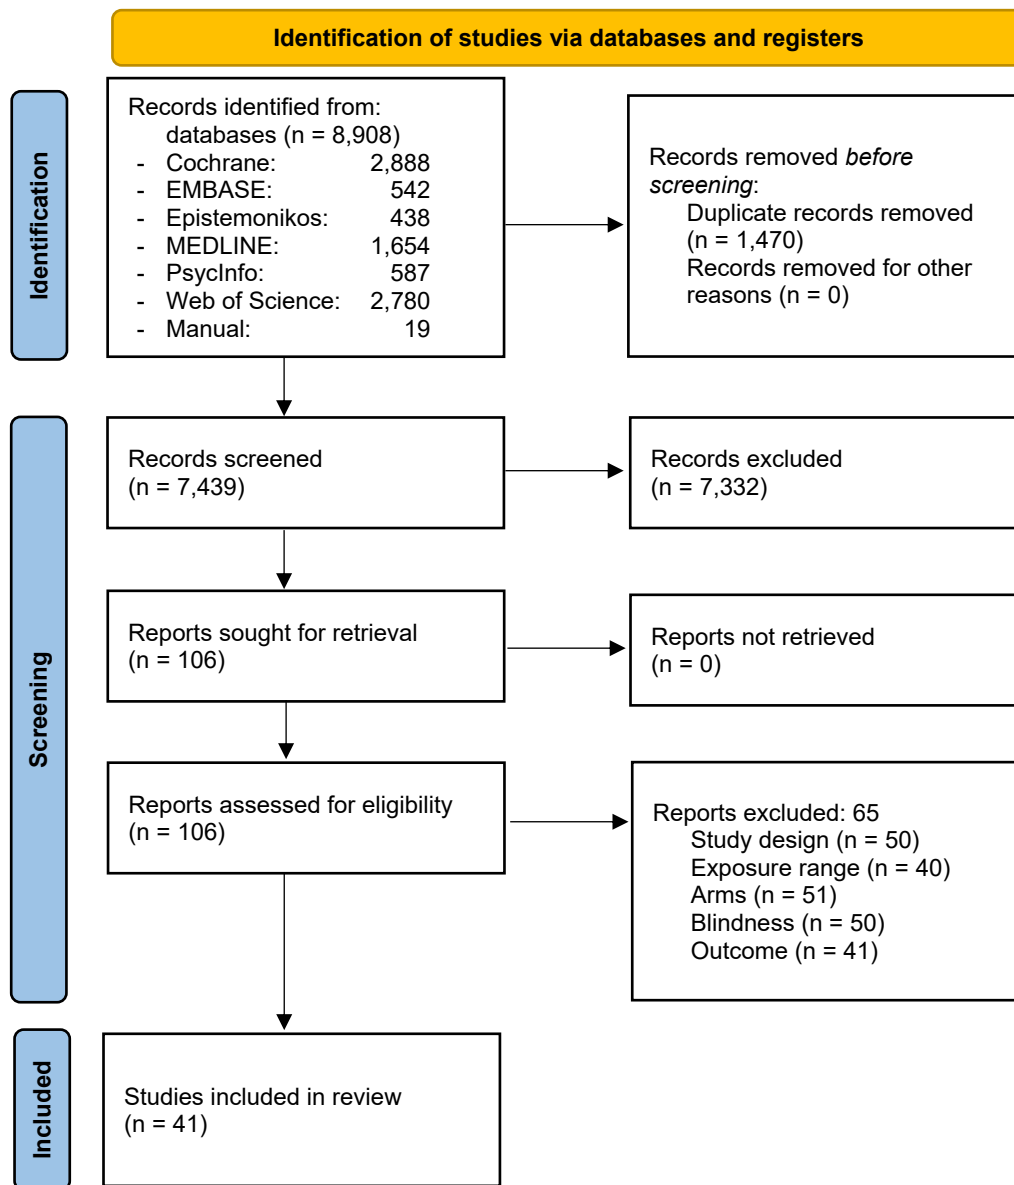 Identification of studies via databases and registers
Identification
Records identified from:
databases (n = 8,908)
- Cochrane: 2,888
- EMBASE: 542
- Epistemonikos: 438
- MEDLINE: 1,654
- PsycInfo: 587
- Web of Science: 2,780
- Manual: 19
Records removed before
screening:
Duplicate records removed
(n = 1,470)
Records removed for other
reasons (n = 0)
Screening
Records screened
(n = 7,439)
Records excluded
(n = 7,332)
Reports sought for retrieval
(n = 106)
Reports not retrieved
(n = 0)
Reports assessed for eligibility
(n = 106)
Reports excluded: 65
Study design (n = 50)
Exposure range (n = 40)
Arms (n = 51)
Blindness (n = 50)
Outcome (n = 41)
Included
Studies included in review
(n = 41)